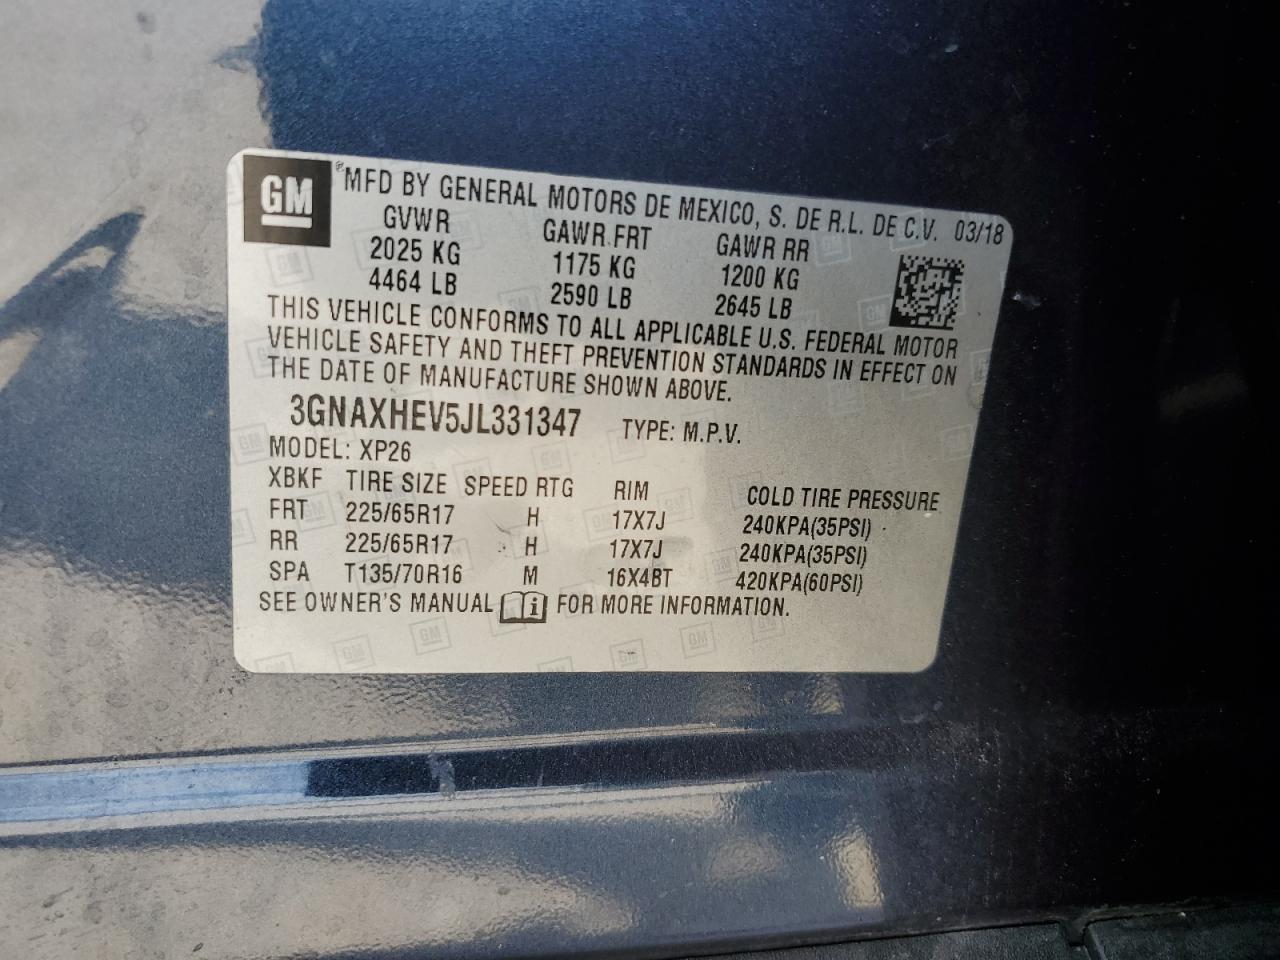 GM ® MFD BY GENERAL MOTORS DE MEXICO, S. DE R.L. DE C.V. 03/18
GVWR GAWR FRT GAWR RR
2025 KG 1175 KG 1200 KG
4464 LB 2590 LB 2645 LB
THIS VEHICLE CONFORMS TO ALL APPLICABLE U.S. FEDERAL MOTOR
VEHICLE SAFETY AND THEFT PREVENTION STANDARDS IN EFFECT ON
THE DATE OF MANUFACTURE SHOWN ABOVE.
3GNAXHEV5JL331347 TYPE: M.P.V.
MODEL: XP26
XBKF TIRE SIZE SPEED RTG RIM COLD TIRE PRESSURE
FRT 225/65R17 H 17X7J 240KPA(35PSI)
RR 225/65R17 H 17X7J 240KPA(35PSI)
SPA T135/70R16 M 16X4BT 420KPA(60PSI)
SEE OWNER'S MANUAL i FOR MORE INFORMATION.